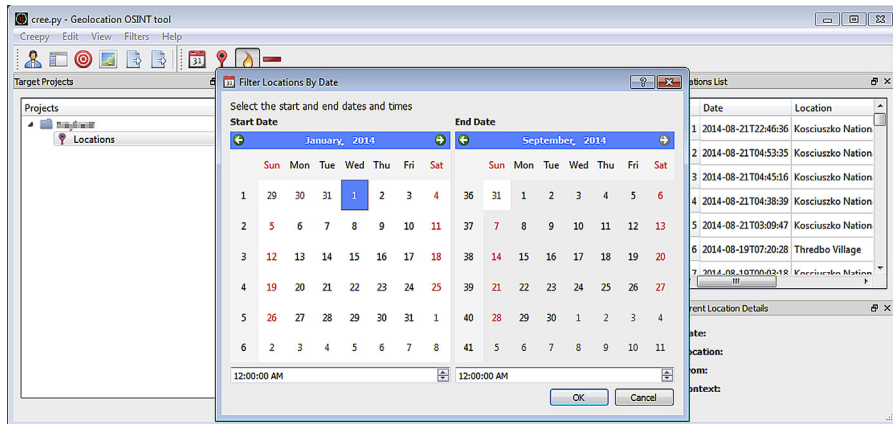 cree.py - Geolocation OSINT tool
Creepy Edit View Filters Help
31
Target Projects
Projects
Locations
31 Filter Locations By Date
Select the start and end dates and times
Start Date
January, 2014
Sun Mon Tue Wed Thu Fri Sat
1 29 30 31 1 2 3 4
2 5 6 7 8 9 10 11
3 12 13 14 15 16 17 18
4 19 20 21 22 23 24 25
5 26 27 28 29 30 31 1
6 2 3 4 5 6 7 8
12:00:00 AM
End Date
September, 2014
Sun Mon Tue Wed Thu Fri Sat
36 31 1 2 3 4 5 6
37 7 8 9 10 11 12 13
38 14 15 16 17 18 19 20
39 21 22 23 24 25 26 27
40 28 29 30 1 2 3 4
41 5 6 7 8 9 10 11
12:00:00 AM
OK Cancel
ations List
Date Location
1 2014-08-21T22:46:36 Kosciuszko Nation
2 2014-08-21T04:53:35 Kosciuszko Nation
3 2014-08-21T04:45:16 Kosciuszko Nation
4 2014-08-21T04:38:39 Kosciuszko Nation
5 2014-08-21T03:09:47 Kosciuszko Nation
6 2014-08-19T07:20:28 Thredbo Village
7 2014-08-19T00:03:18 Kosciuszko Nation
rent Location Details
ate:
ocation:
om:
ontext: